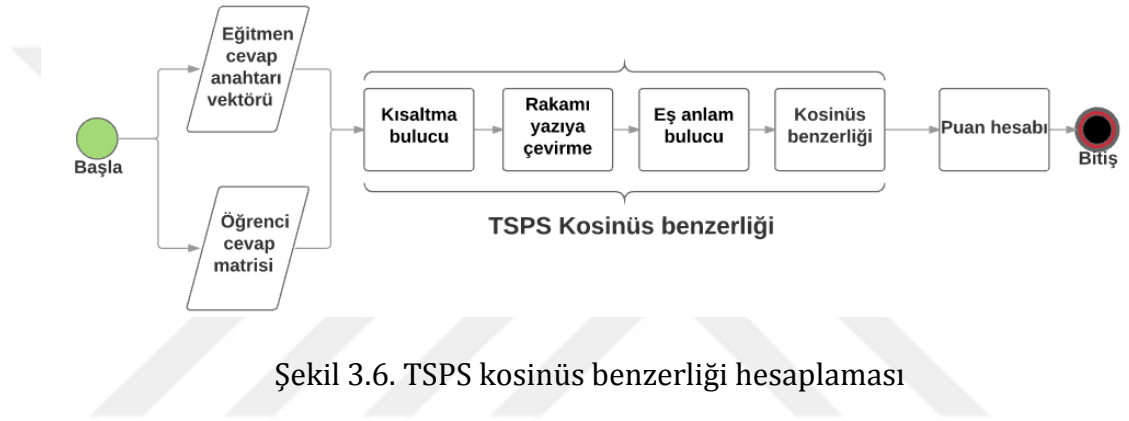 Başla
Eğitmen
cevap
anahtarı
vektörü
Öğrenci
cevap
matrisi
Kısaltma
bulucu
Rakamı
yazıya
çevirme
Eş anlam
bulucu
Kosinüs
benzerliği
TSPS Kosinüs benzerliği
Puan hesabı
Bitiş
Şekil 3.6. TSPS kosinüs benzerliği hesaplaması